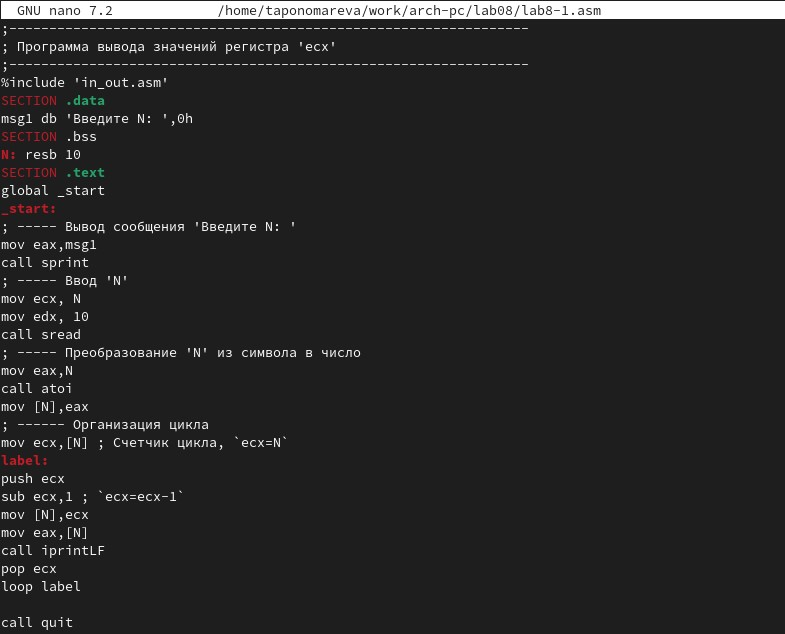 GNU nano 7.2 /home/taponomareva/work/arch-pc/lab08/lab8-1.asm
;-----------------------------------------------------------------
; Программа вывода значений регистра 'ecx'
;-----------------------------------------------------------------
%include 'in_out.asm'
SECTION .data
msg1 db 'Введите N: ',0h
SECTION .bss
N: resb 10
SECTION .text
global _start
_start:
; ----- Вывод сообщения 'Введите N: '
mov eax,msg1
call sprint
; ----- Ввод 'N'
mov ecx, N
mov edx, 10
call sread
; ----- Преобразование 'N' из символа в число
mov eax,N
call atoi
mov [N],eax
; ------ Организация цикла
mov ecx,[N] ; Счетчик цикла, `ecx=N`
label:
push ecx
sub ecx,1 ; `ecx=ecx-1`
mov [N],ecx
mov eax,[N]
call iprintLF
pop ecx
loop label
call quit